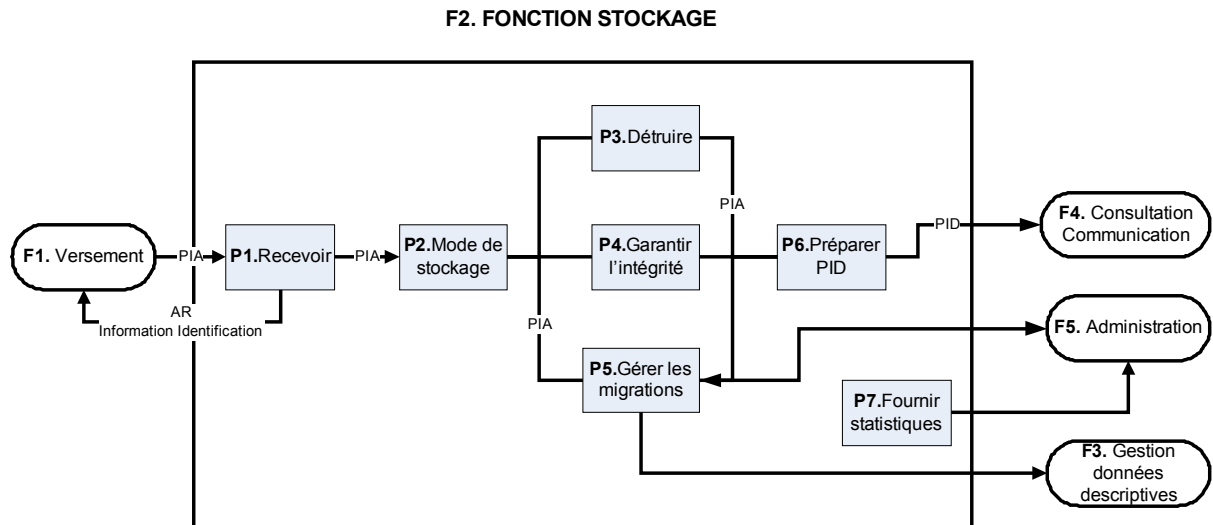 F2. FONCTION STOCKAGE
P3.Détruire
PIA
F1. Versement
PIA
P1.Recevoir
PIA
P2.Mode de
stockage
P4.Garantir
l'intégrité
P6.Préparer
PID
PID
F4. Consultation
Communication
AR
Information Identification
PIA
P5.Gérer les
migrations
F5. Administration
P7.Fournir
statistiques
F3. Gestion
données
descriptives